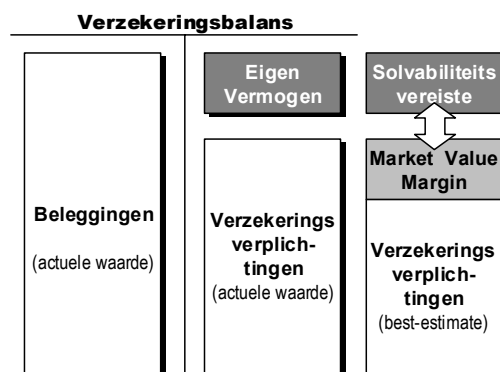 Verzekeringsbalans
Beleggingen
(actuele waarde)
Eigen
Vermogen
Verzekerings
verplich-
tingen
(actuele waarde)
Solvabiliteits
vereiste
Market Value
Margin
Verzekerings
verplich-
tingen
(best-estimate)